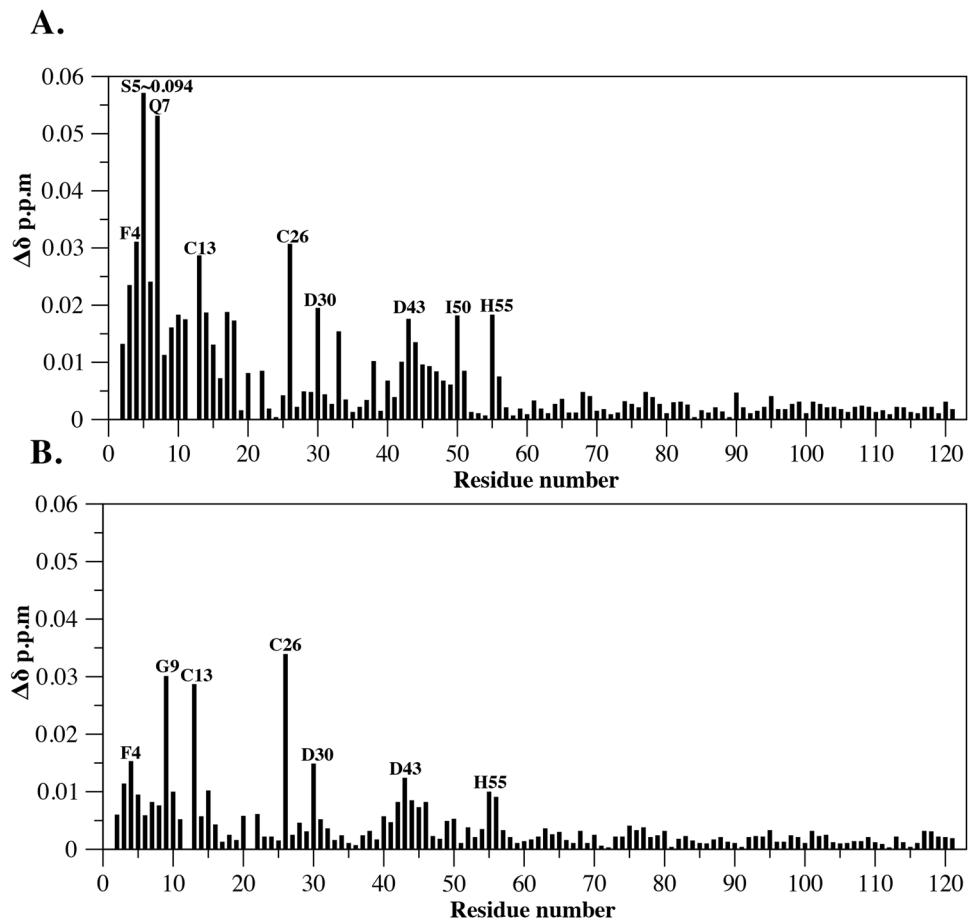 A.
0.06
S5~0.094
Q7
0.05
0.04
F4
0.03
C13
C26
0.02
D30
D43
I50
H55
0.01
0
Δδ p.p.m
0 10 20 30 40 50 60 70 80 90 100 110 120
Residue number
B.
0.06
0.05
0.04
C26
G9
C13
0.03
0.02
F4
D30
D43
H55
0.01
0
Δδ p.p.m
0 10 20 30 40 50 60 70 80 90 100 110 120
Residue number